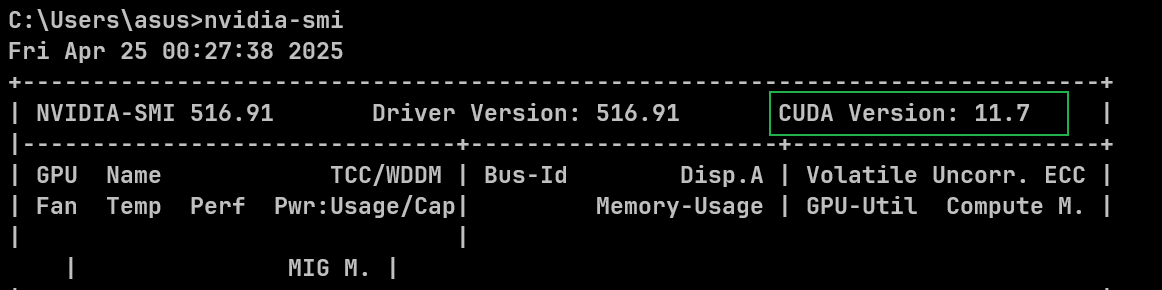 C:\Users\asus>nvidia-smi
Fri Apr 25 00:27:38 2025
+-----------------------------------------------------------------------------+
| NVIDIA-SMI 516.91       Driver Version: 516.91       CUDA Version: 11.7     |
|-------------------------------+----------------------+----------------------+
| GPU  Name            TCC/WDDM | Bus-Id        Disp.A | Volatile Uncorr. ECC |
| Fan  Temp  Perf  Pwr:Usage/Cap|         Memory-Usage | GPU-Util  Compute M. |
|                               |
    |               MIG M. |